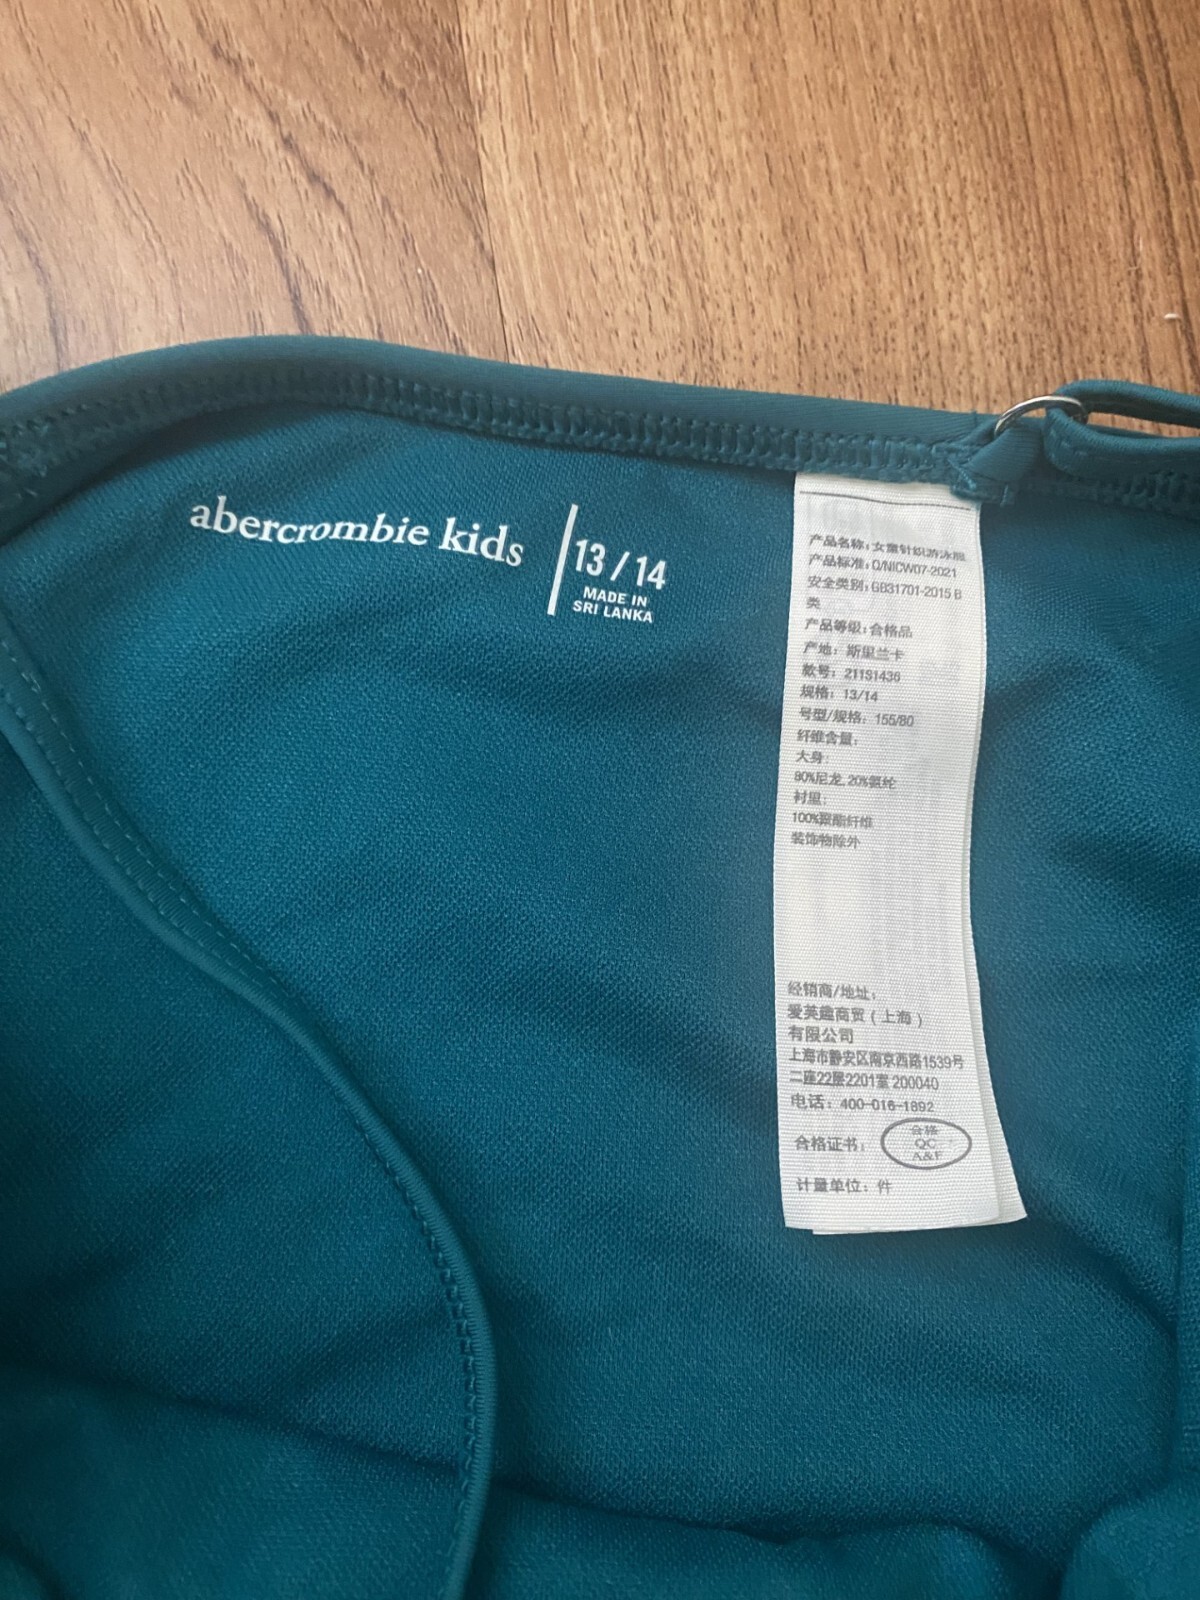 abercrombie kids
13 / 14
MADE IN
SRI LANKA
产品名称：女童针织游泳服
产品标准：Q/NICW07-2021
安全类别：GB31701-2015 B
类
产品等级：合格品
产地：斯里兰卡
款号：211S1436
规格：13/14
号型/规格：155/80
纤维含量：
大身：
80%尼龙,20%氨纶
衬里：
100%聚酯纤维
装饰物除外
经销商/地址：
爱芙趣商贸（上海）
有限公司
上海市静安区南京西路1539号
二座22层2201室 200040
电话：400-016-1892
合格证书：
合格
QC
A&F
计量单位：件